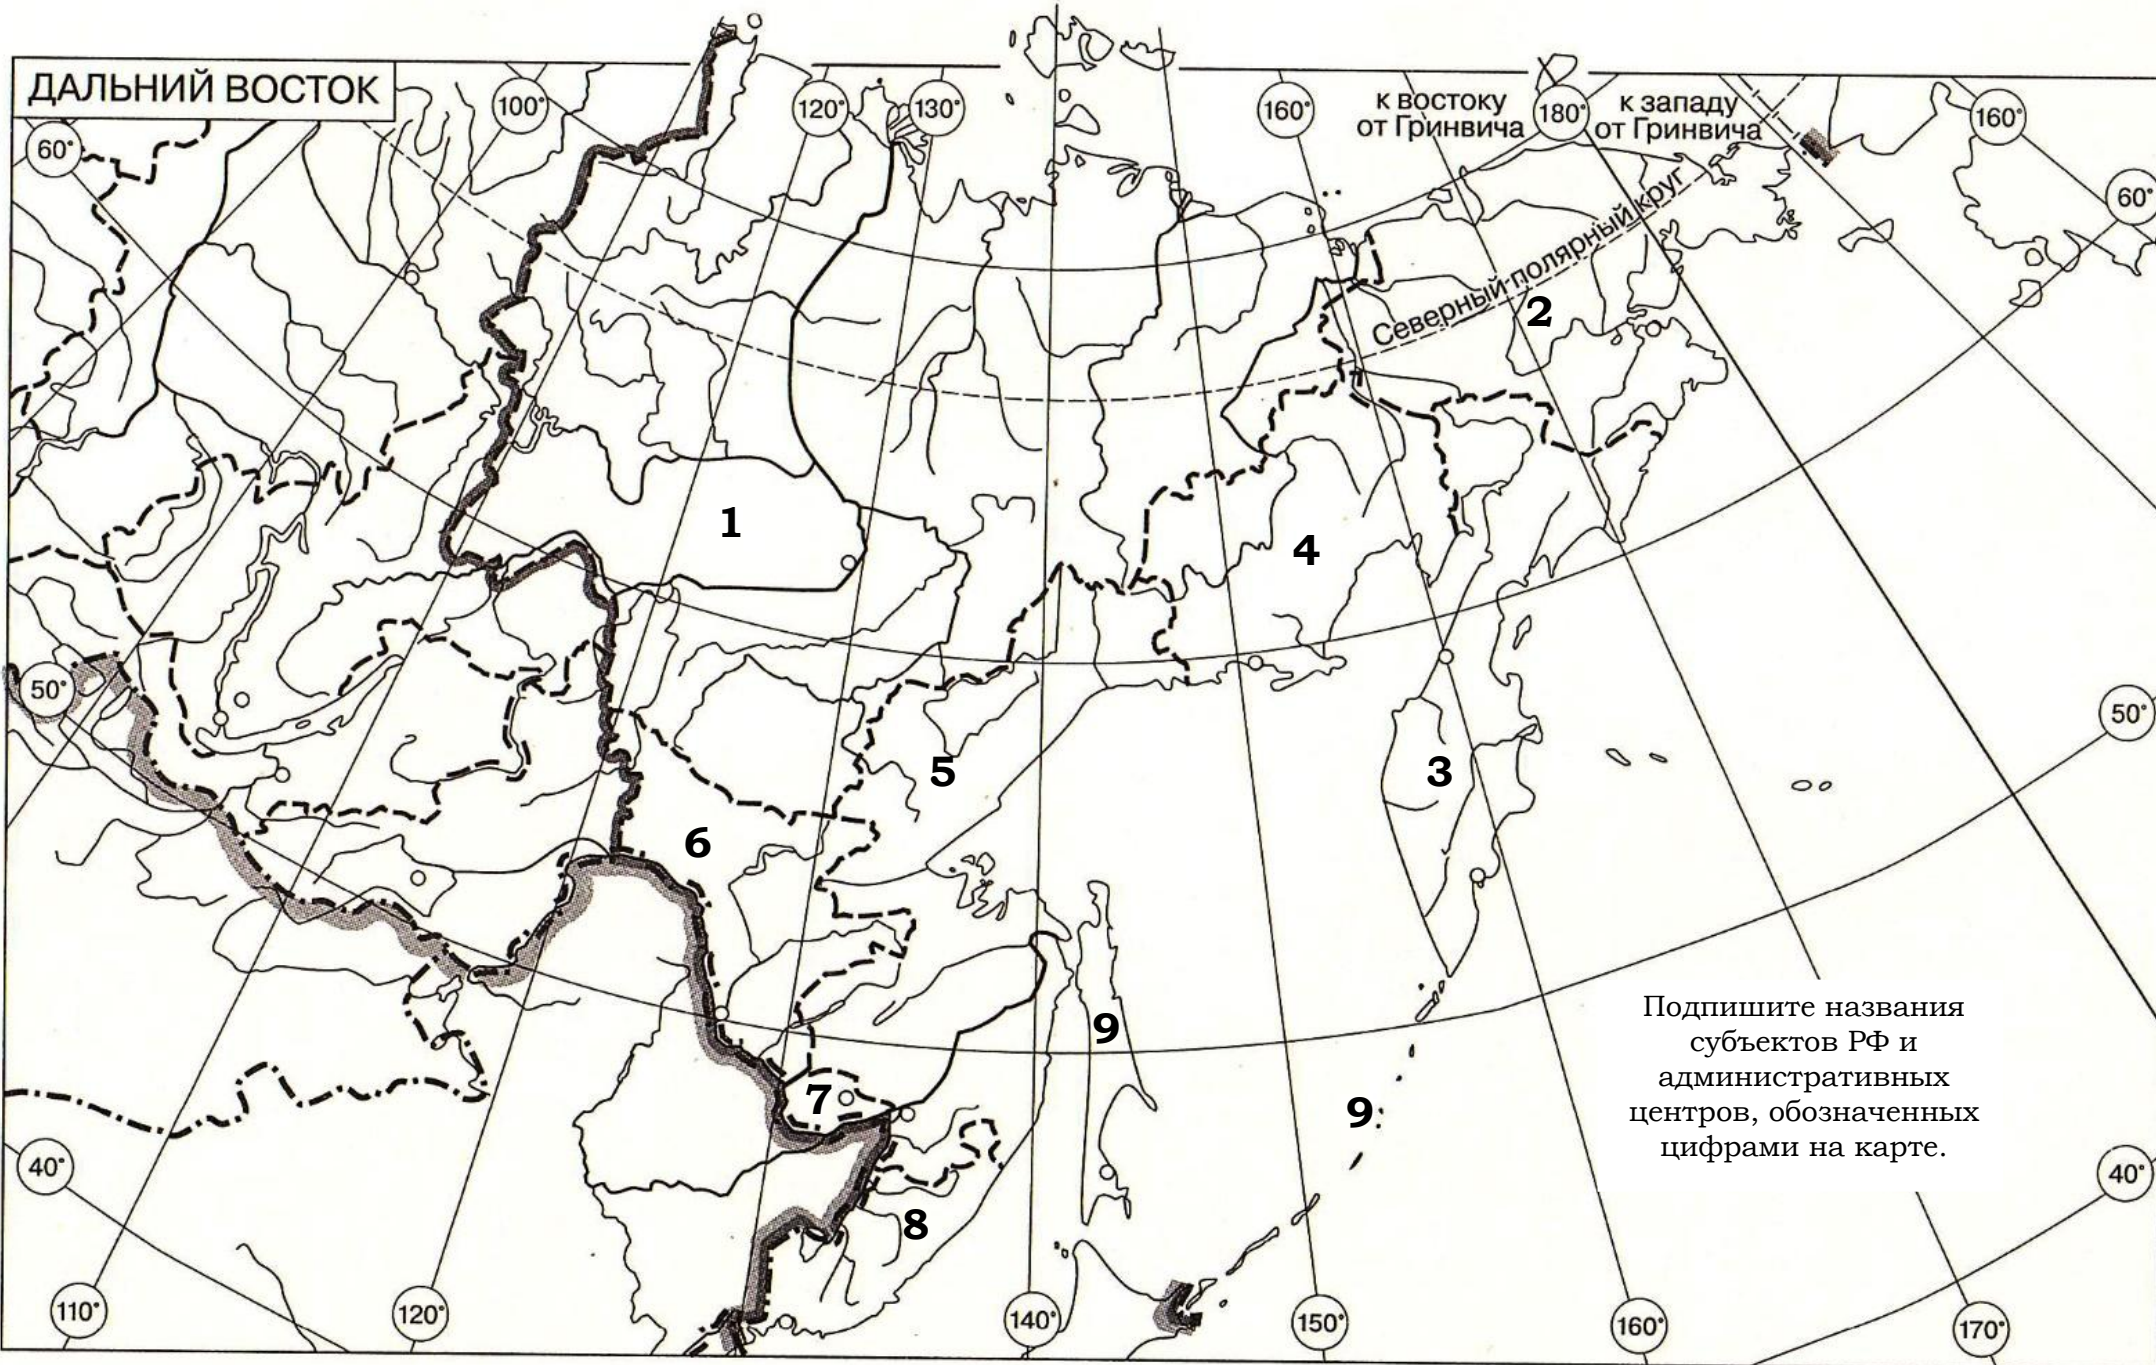 ДАЛЬНИЙ ВОСТОК
60°
100°
120°
130°
160°
к востоку
от Гринвича
180°
к западу
от Гринвича
160°
60°
Северный полярный круг
2
1
4
50°
5
3
50°
6
9
7
9
8
Подпишите названия
субъектов РФ и
административных
центров, обозначенных
цифрами на карте.
40°
40°
110°
120°
140°
150°
160°
170°